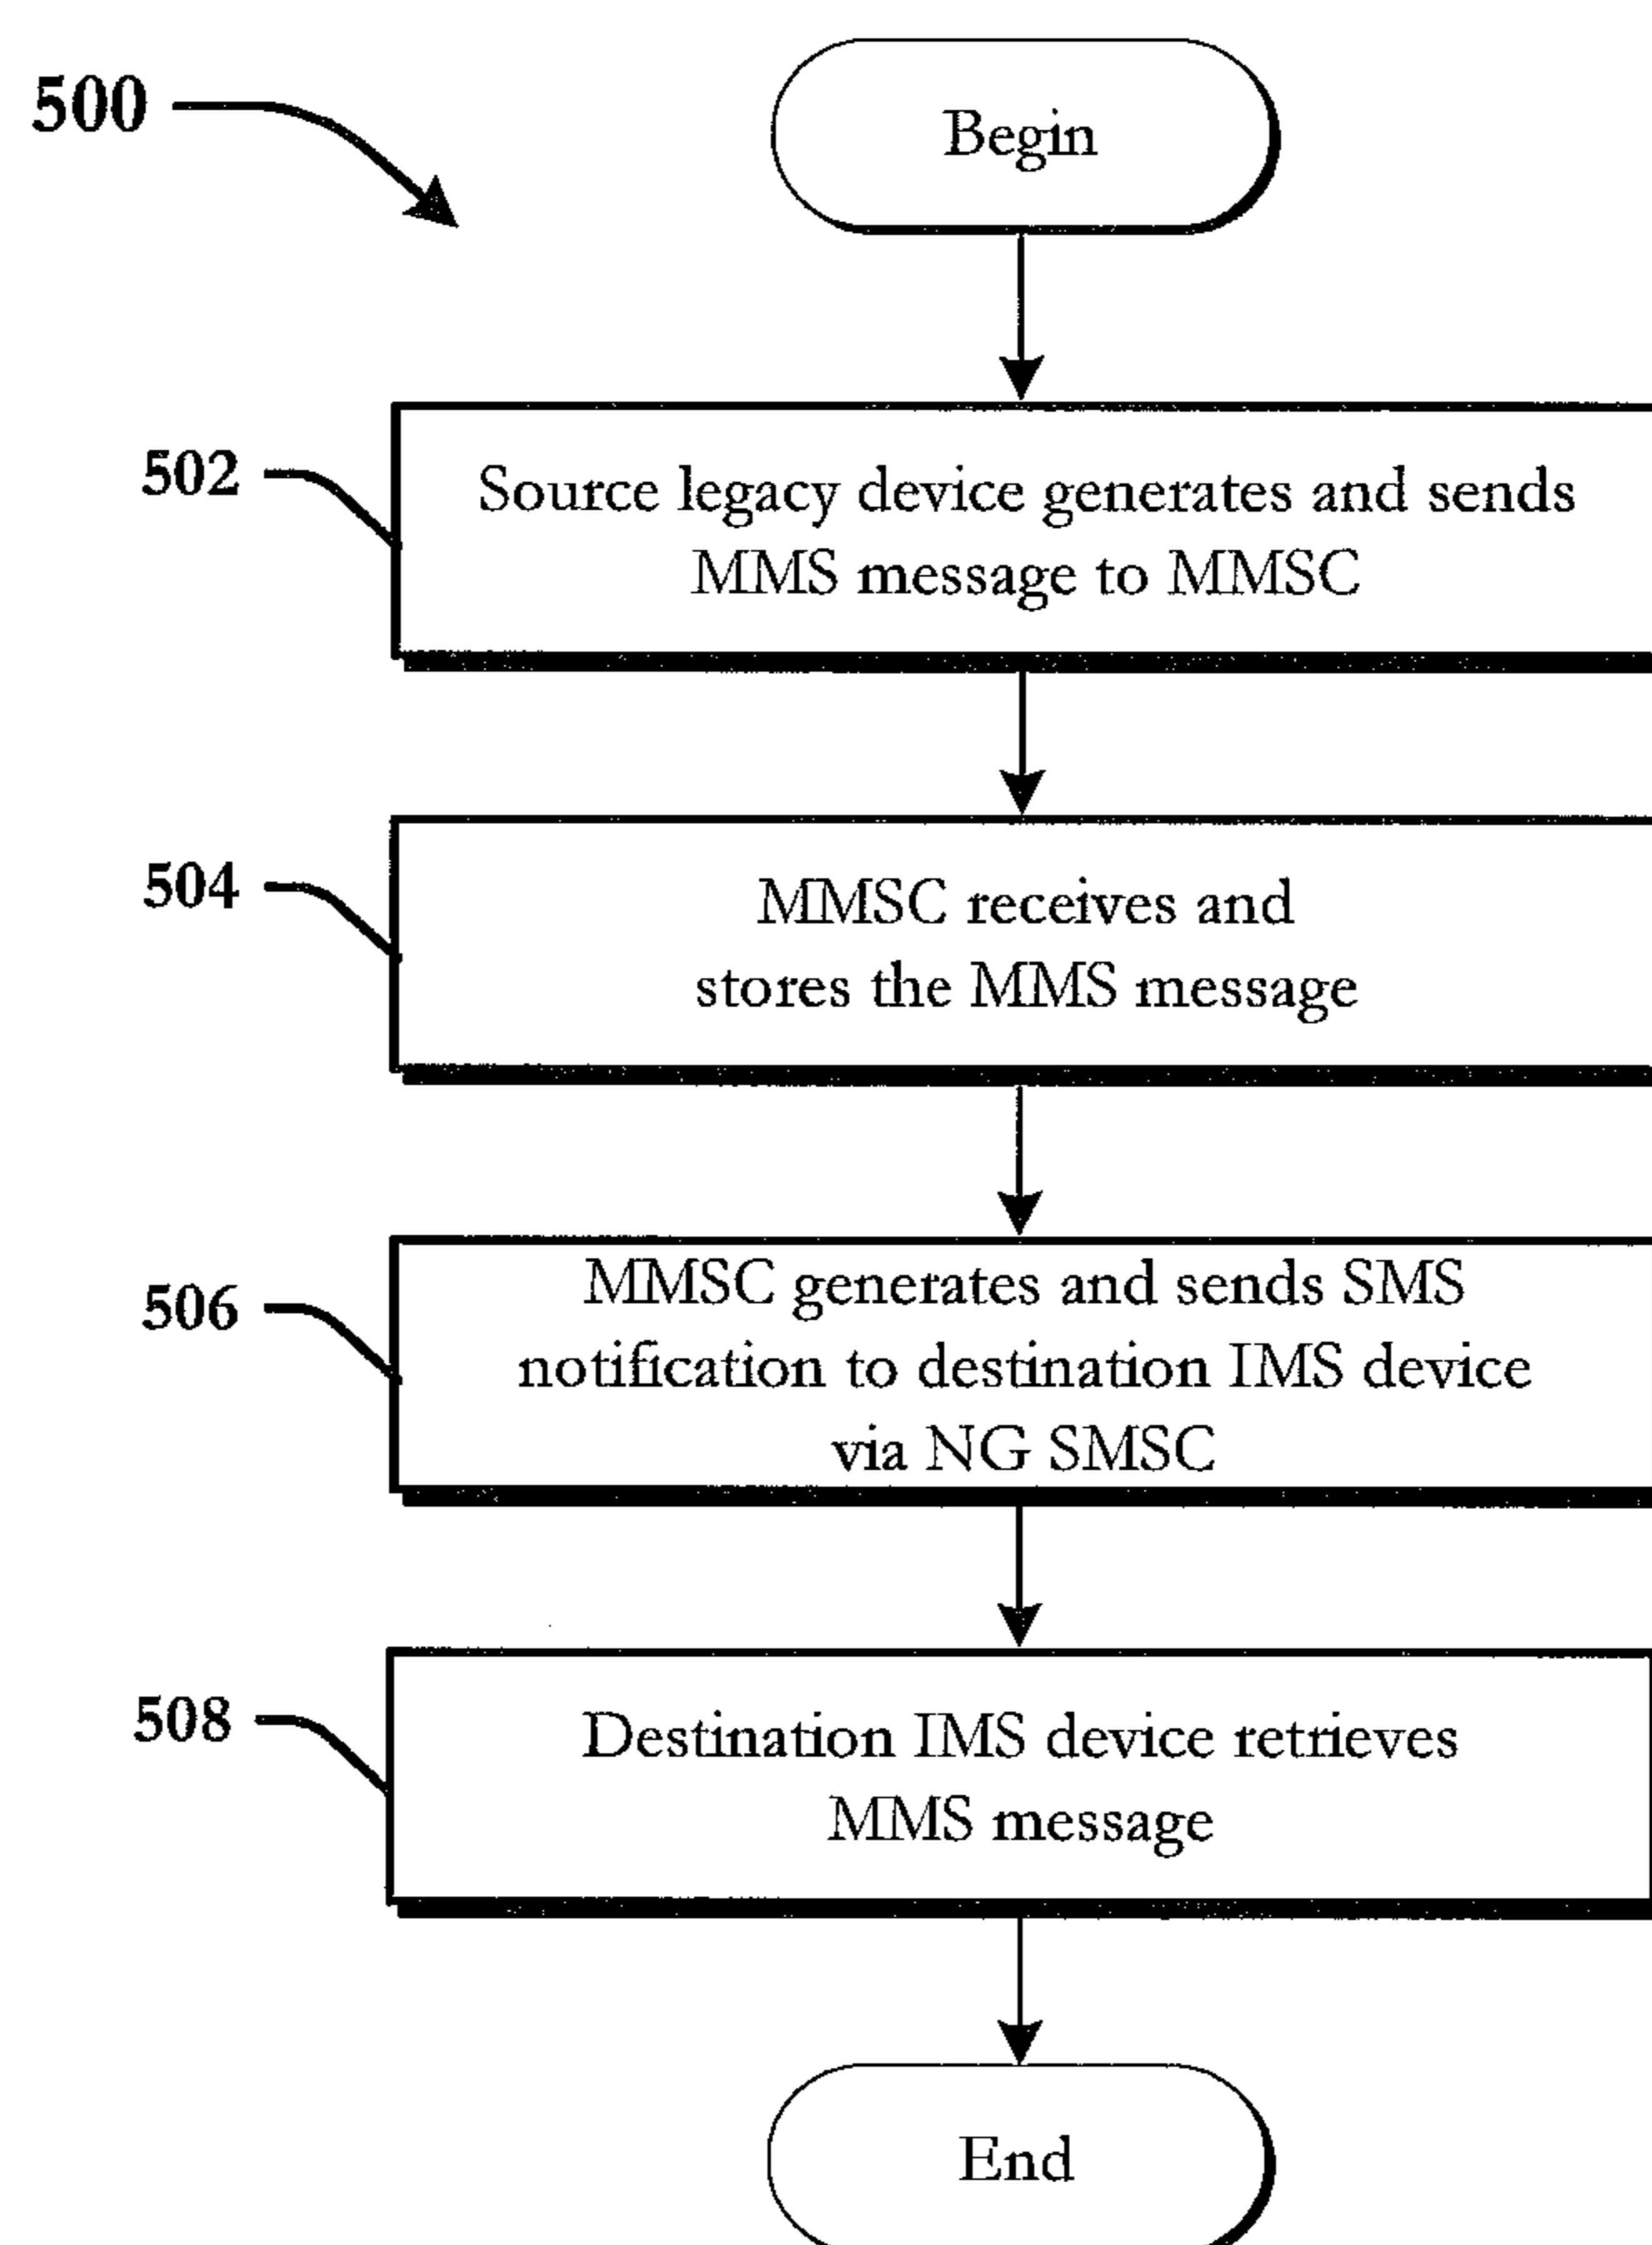 500
Begin
502
Source legacy device generates and sends
MMS message to MMSC
504
MMSC receives and
stores the MMS message
506
MMSC generates and sends SMS
notification to destination IMS device
via NG SMSC
508
Destination IMS device retrieves
MMS message
End